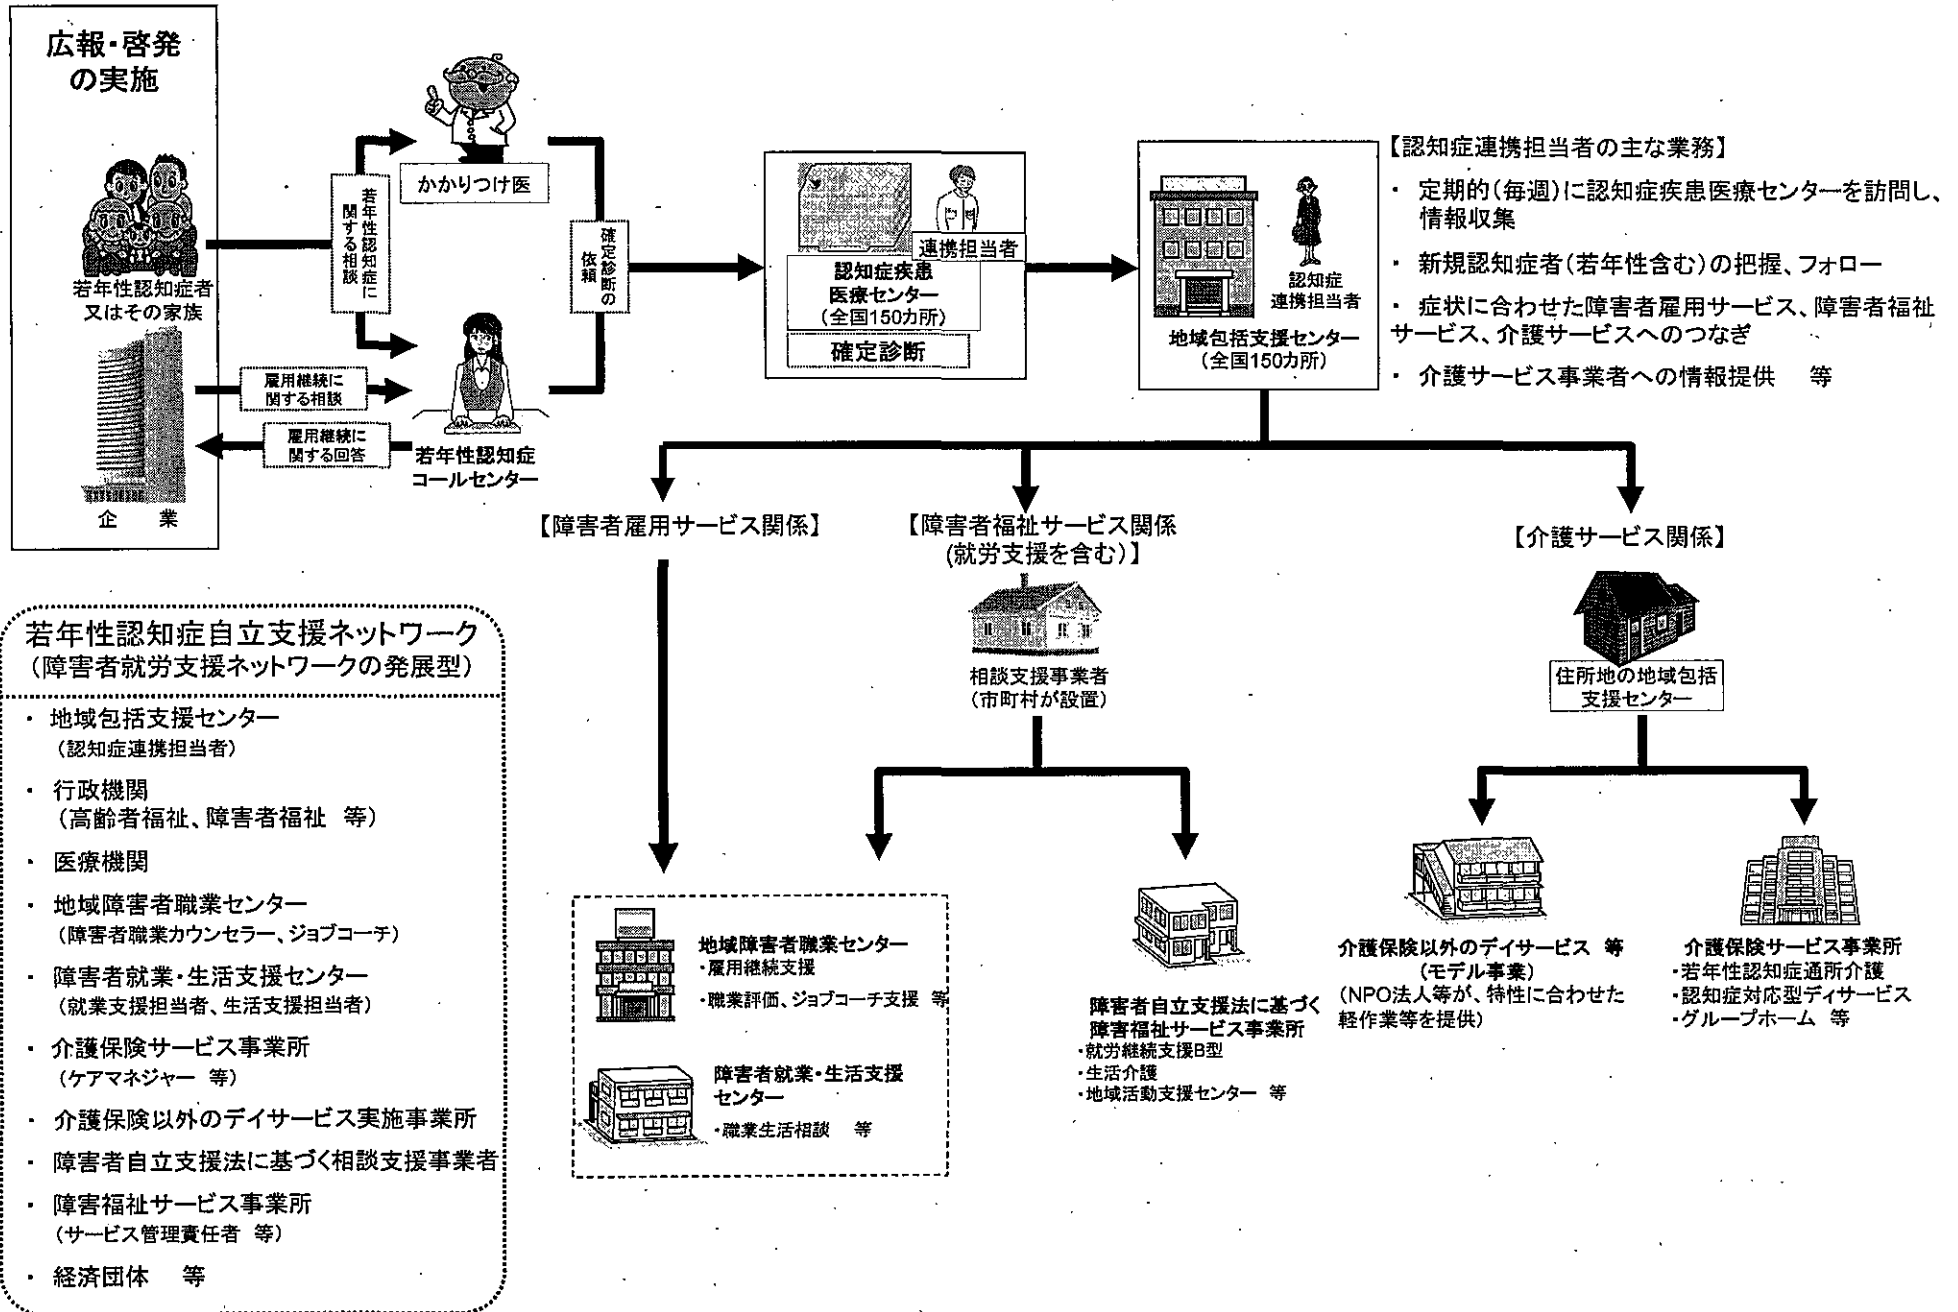 広報・啓発
の実施
若年性認知症者
又はその家族
企　業
若年性認知症に
関する相談
雇用継続に
関する相談
雇用継続に
関する回答
かかりつけ医
若年性認知症
コールセンター
確定診断の
依頼
連携担当者
認知症疾患
医療センター
(全国150カ所)
確定診断
認知症
連携担当者
地域包括支援センター
(全国150カ所)
【認知症連携担当者の主な業務】
・ 定期的(毎週)に認知症疾患医療センターを訪問し、
情報収集
・ 新規認知症者(若年性含む)の把握、フォロー
・ 症状に合わせた障害者雇用サービス、障害者福祉
サービス、介護サービスへのつなぎ
・ 介護サービス事業者への情報提供　等
【障害者雇用サービス関係】
【障害者福祉サービス関係
(就労支援を含む)】
【介護サービス関係】
相談支援事業者
(市町村が設置)
住所地の地域包括
支援センター
地域障害者職業センター
・雇用継続支援
・職業評価、ジョブコーチ支援 等
障害者就業・生活支援
センター
・職業生活相談　等
障害者自立支援法に基づく
障害福祉サービス事業所
・就労継続支援B型
・生活介護
・地域活動支援センター 等
介護保険以外のデイサービス 等
(モデル事業)
(NPO法人等が、特性に合わせた
軽作業等を提供)
介護保険サービス事業所
・若年性認知症通所介護
・認知症対応型デイサービス
・グループホーム 等
若年性認知症自立支援ネットワーク
(障害者就労支援ネットワークの発展型)
・ 地域包括支援センター
(認知症連携担当者)
・ 行政機関
(高齢者福祉、障害者福祉 等)
・ 医療機関
・ 地域障害者職業センター
(障害者職業カウンセラー、ジョブコーチ)
・ 障害者就業・生活支援センター
(就業支援担当者、生活支援担当者)
・ 介護保険サービス事業所
(ケアマネジャー 等)
・ 介護保険以外のデイサービス実施事業所
・ 障害者自立支援法に基づく相談支援事業者
・ 障害福祉サービス事業所
(サービス管理責任者 等)
・ 経済団体　等